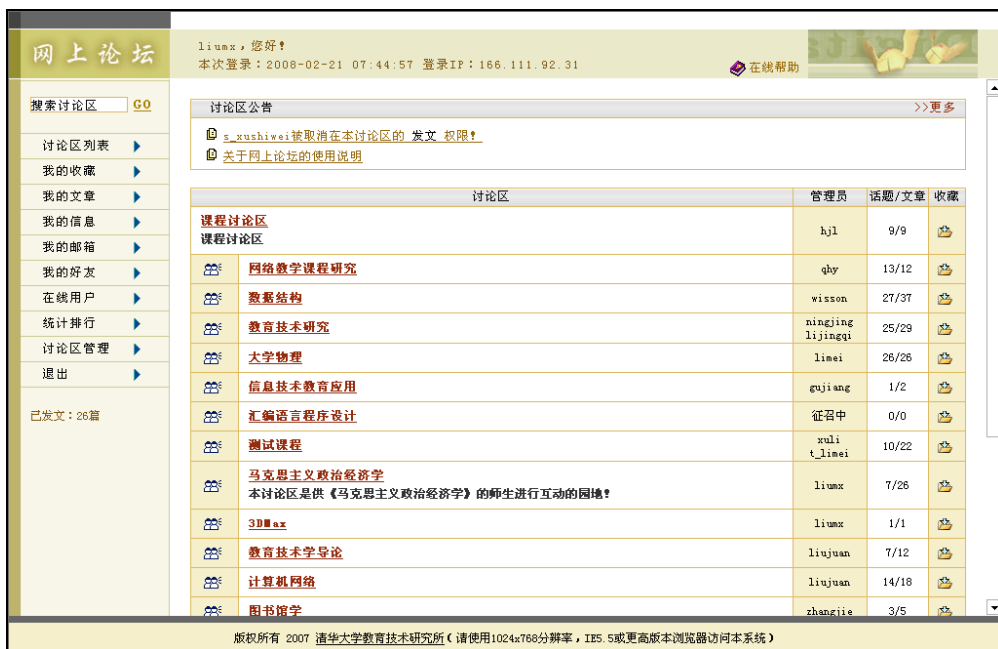 网上论坛
liumx，您好！
本次登录：2008-02-21 07:44:57 登录IP：166.111.92.31
在线帮助
搜索讨论区 GO
讨论区列表
我的收藏
我的文章
我的信息
我的邮箱
我的好友
在线用户
统计排行
讨论区管理
退出
已发文：26篇
讨论区公告 >>更多
s_xushiwei被取消在本讨论区的 发文 权限！
关于网上论坛的使用说明
讨论区 管理员 话题/文章 收藏
课程讨论区
课程讨论区 hjl 9/9
网络教学课程研究 qhy 13/12
数据结构 wisson 27/37
教育技术研究 ningjing lijingqi 25/29
大学物理 limei 26/26
信息技术教育应用 gujiang 1/2
汇编语言程序设计 征召中 0/0
测试课程 xuli t_limei 10/22
马克思主义政治经济学
本讨论区是供《马克思主义政治经济学》的师生进行互动的园地！ liumx 7/26
3DMax liumx 1/1
教育技术学导论 liujuan 7/12
计算机网络 liujuan 14/18
图书馆学 zhangjie 3/5
版权所有 2007 清华大学教育技术研究所（请使用1024x768分辨率，IE5.5或更高版本浏览器访问本系统）